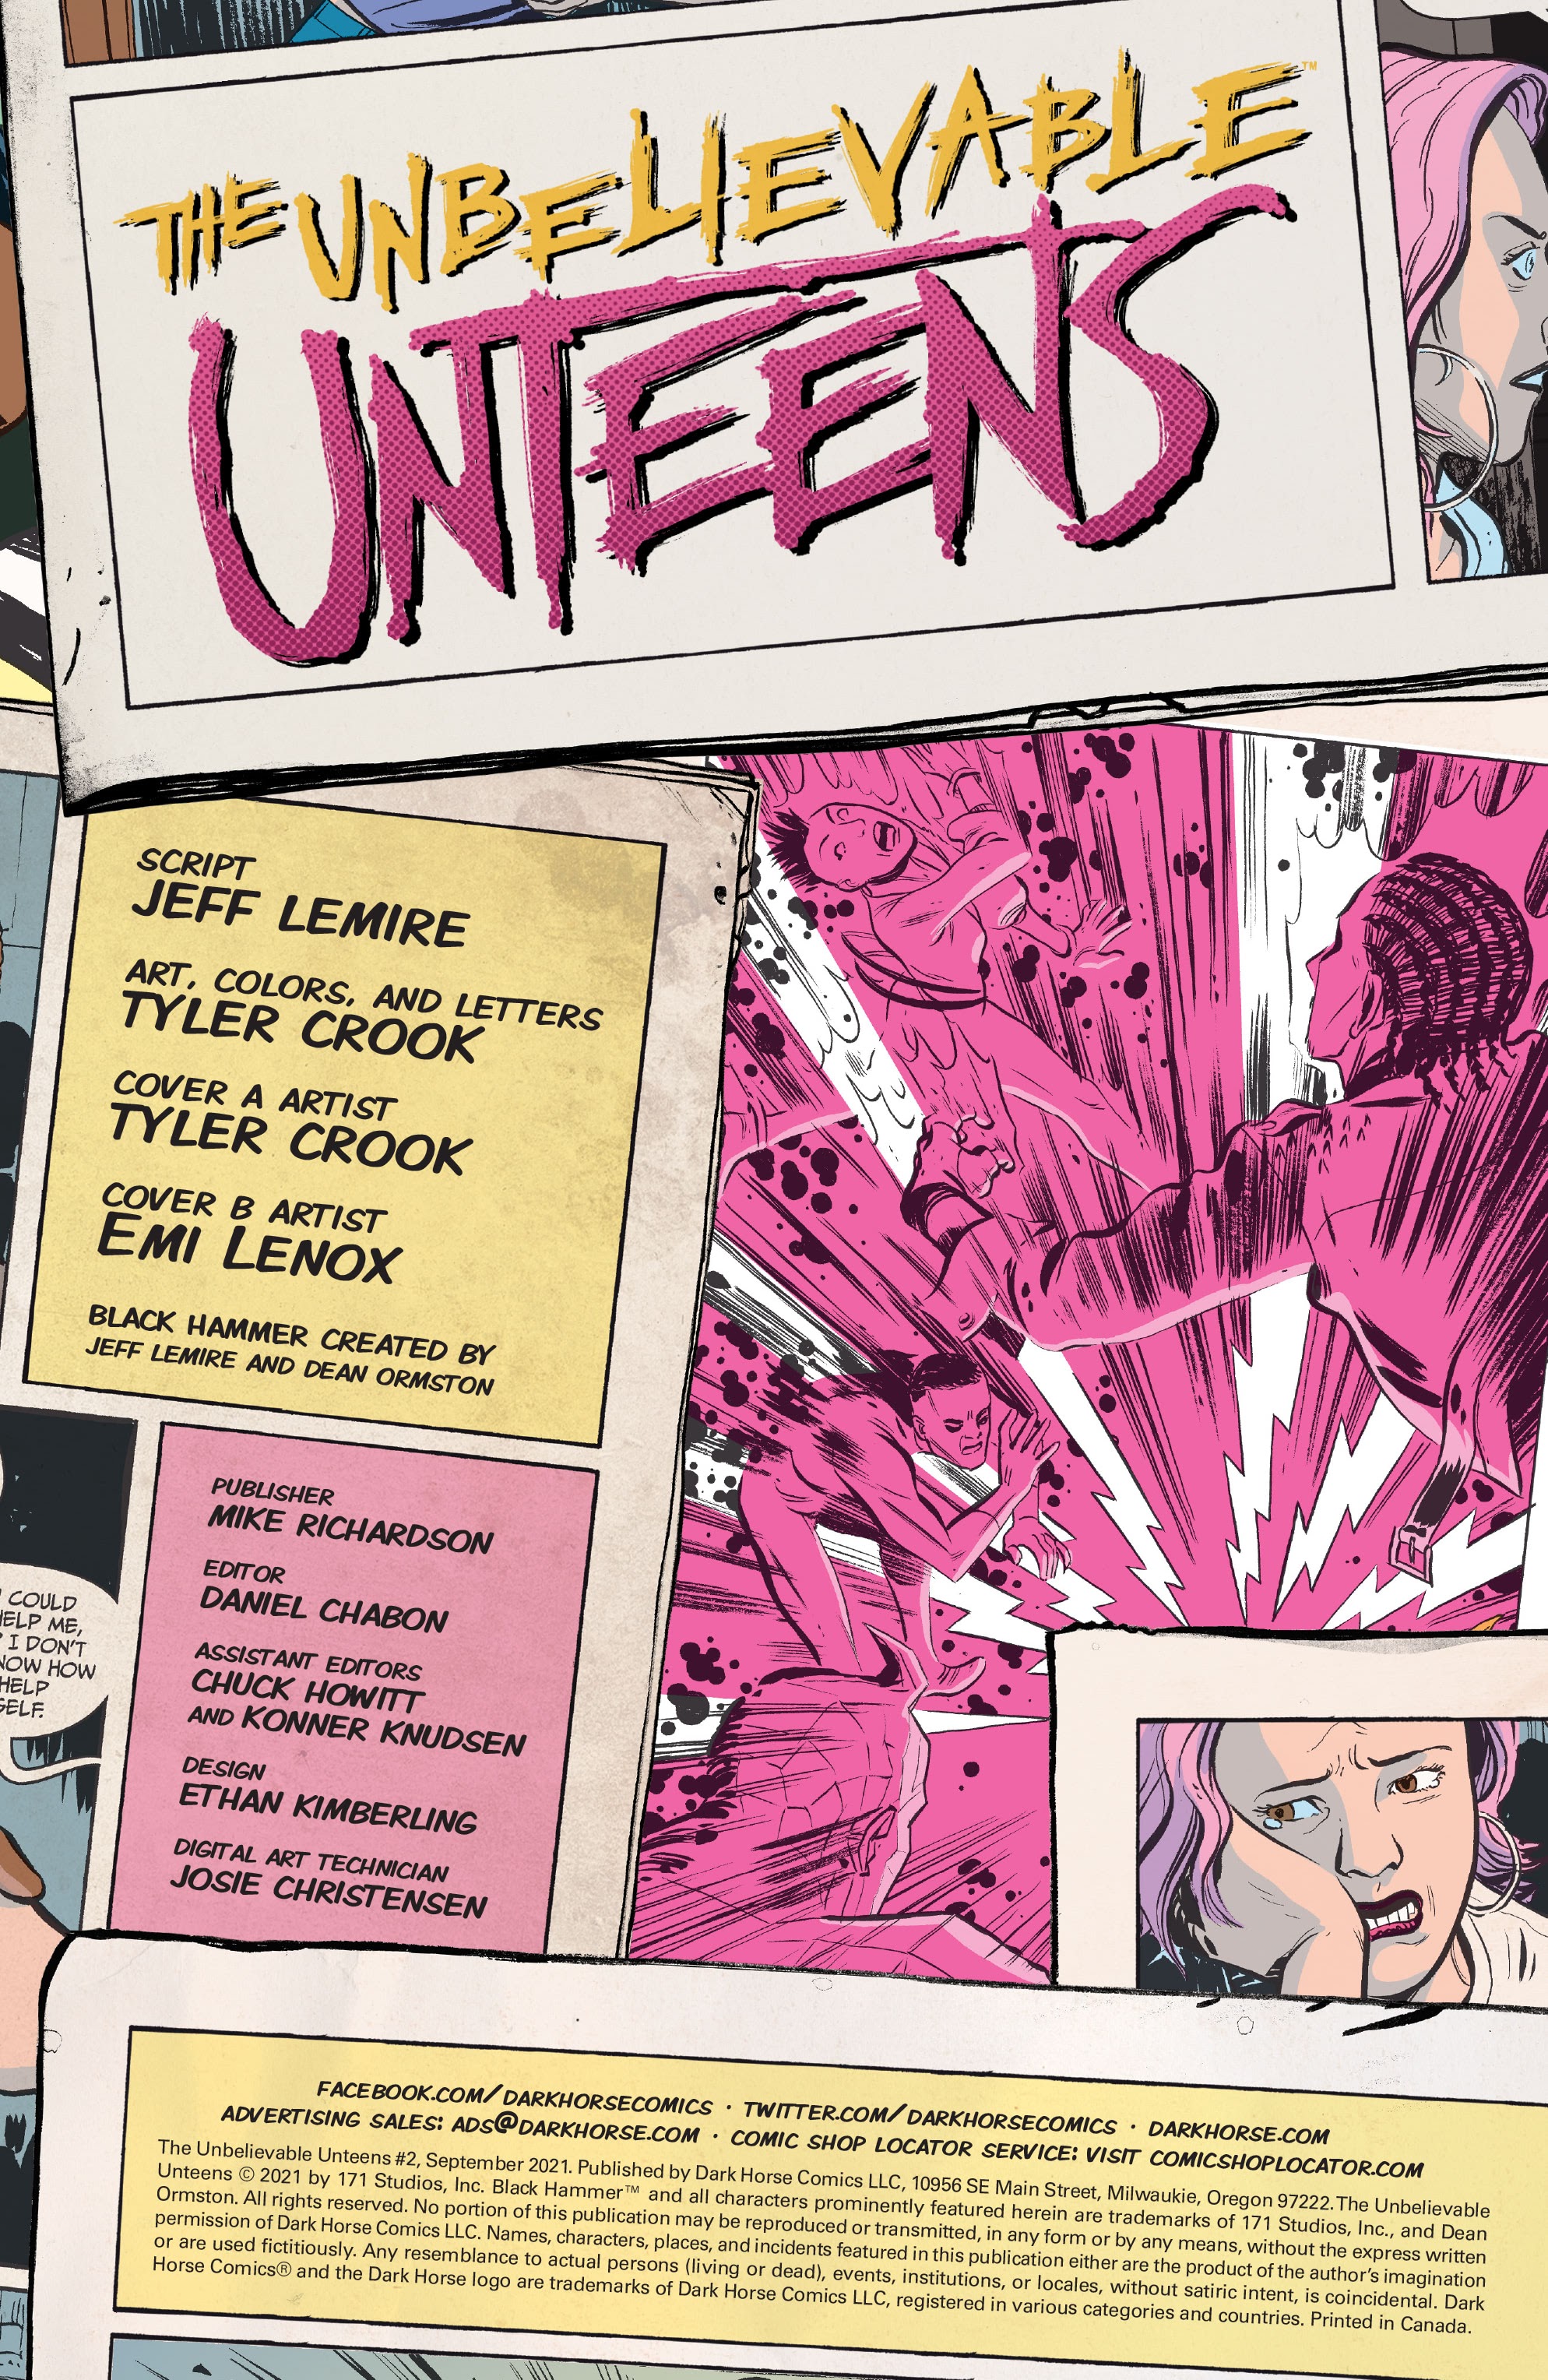 THE UNBELIEVABLE™
UNTEENS
SCRIPT
JEFF LEMIRE
ART, COLORS, AND LETTERS
TYLER CROOK
COVER A ARTIST
TYLER CROOK
COVER B ARTIST
EMI LENOX
BLACK HAMMER CREATED BY
JEFF LEMIRE AND DEAN ORMSTON
PUBLISHER
MIKE RICHARDSON
EDITOR
DANIEL CHABON
ASSISTANT EDITORS
CHUCK HOWITT
AND KONNER KNUDSEN
DESIGN
ETHAN KIMBERLING
DIGITAL ART TECHNICIAN
JOSIE CHRISTENSEN
COULD
HELP ME,
I DON'T
KNOW HOW
HELP
FACEBOOK.COM/DARKHORSECOMICS · TWITTER.COM/DARKHORSECOMICS · DARKHORSE.COM
ADVERTISING SALES: ADS@DARKHORSE.COM · COMIC SHOP LOCATOR SERVICE: VISIT COMICSHOPLOCATOR.COM
The Unbelievable Unteens #2, September 2021. Published by Dark Horse Comics LLC, 10956 SE Main Street, Milwaukie, Oregon 97222. The Unbelievable
Unteens © 2021 by 171 Studios, Inc. Black Hammer™ and all characters prominently featured herein are trademarks of 171 Studios, Inc., and Dean
Ormston. All rights reserved. No portion of this publication may be reproduced or transmitted, in any form or by any means, without the express written
permission of Dark Horse Comics LLC. Names, characters, places, and incidents featured in this publication either are the product of the author's imagination
or are used fictitiously. Any resemblance to actual persons (living or dead), events, institutions, or locales, without satiric intent, is coincidental. Dark
Horse Comics® and the Dark Horse logo are trademarks of Dark Horse Comics LLC, registered in various categories and countries. Printed in Canada.